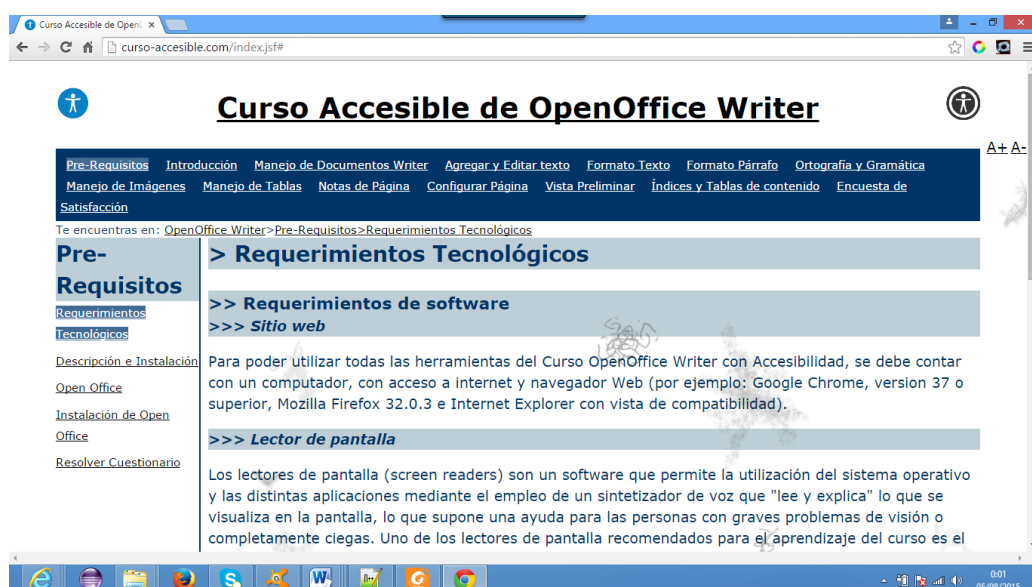 Curso Accesible de Open
curso-accesible.com/index.jsf#
Curso Accesible de OpenOffice Writer
A+ A-
Pre-Requisitos Introducción Manejo de Documentos Writer Agregar y Editar texto Formato Texto Formato Párrafo Ortografía y Gramática
Manejo de Imágenes Manejo de Tablas Notas de Página Configurar Página Vista Preliminar Índices y Tablas de contenido Encuesta de
Satisfacción
Te encuentras en: OpenOffice Writer>Pre-Requisitos>Requerimientos Tecnológicos
Pre-
Requisitos
Requerimientos
Tecnológicos
Descripción e Instalación
Open Office
Instalación de Open
Office
Resolver Cuestionario
> Requerimientos Tecnológicos
>> Requerimientos de software
>>> Sitio web
Para poder utilizar todas las herramientas del Curso OpenOffice Writer con Accesibilidad, se debe contar
con un computador, con acceso a internet y navegador Web (por ejemplo: Google Chrome, version 37 o
superior, Mozilla Firefox 32.0.3 e Internet Explorer con vista de compatibilidad).
>>> Lector de pantalla
Los lectores de pantalla (screen readers) son un software que permite la utilización del sistema operativo
y las distintas aplicaciones mediante el empleo de un sintetizador de voz que "lee y explica" lo que se
visualiza en la pantalla, lo que supone una ayuda para las personas con graves problemas de visión o
completamente ciegas. Uno de los lectores de pantalla recomendados para el aprendizaje del curso es el
0:01
05/08/2015